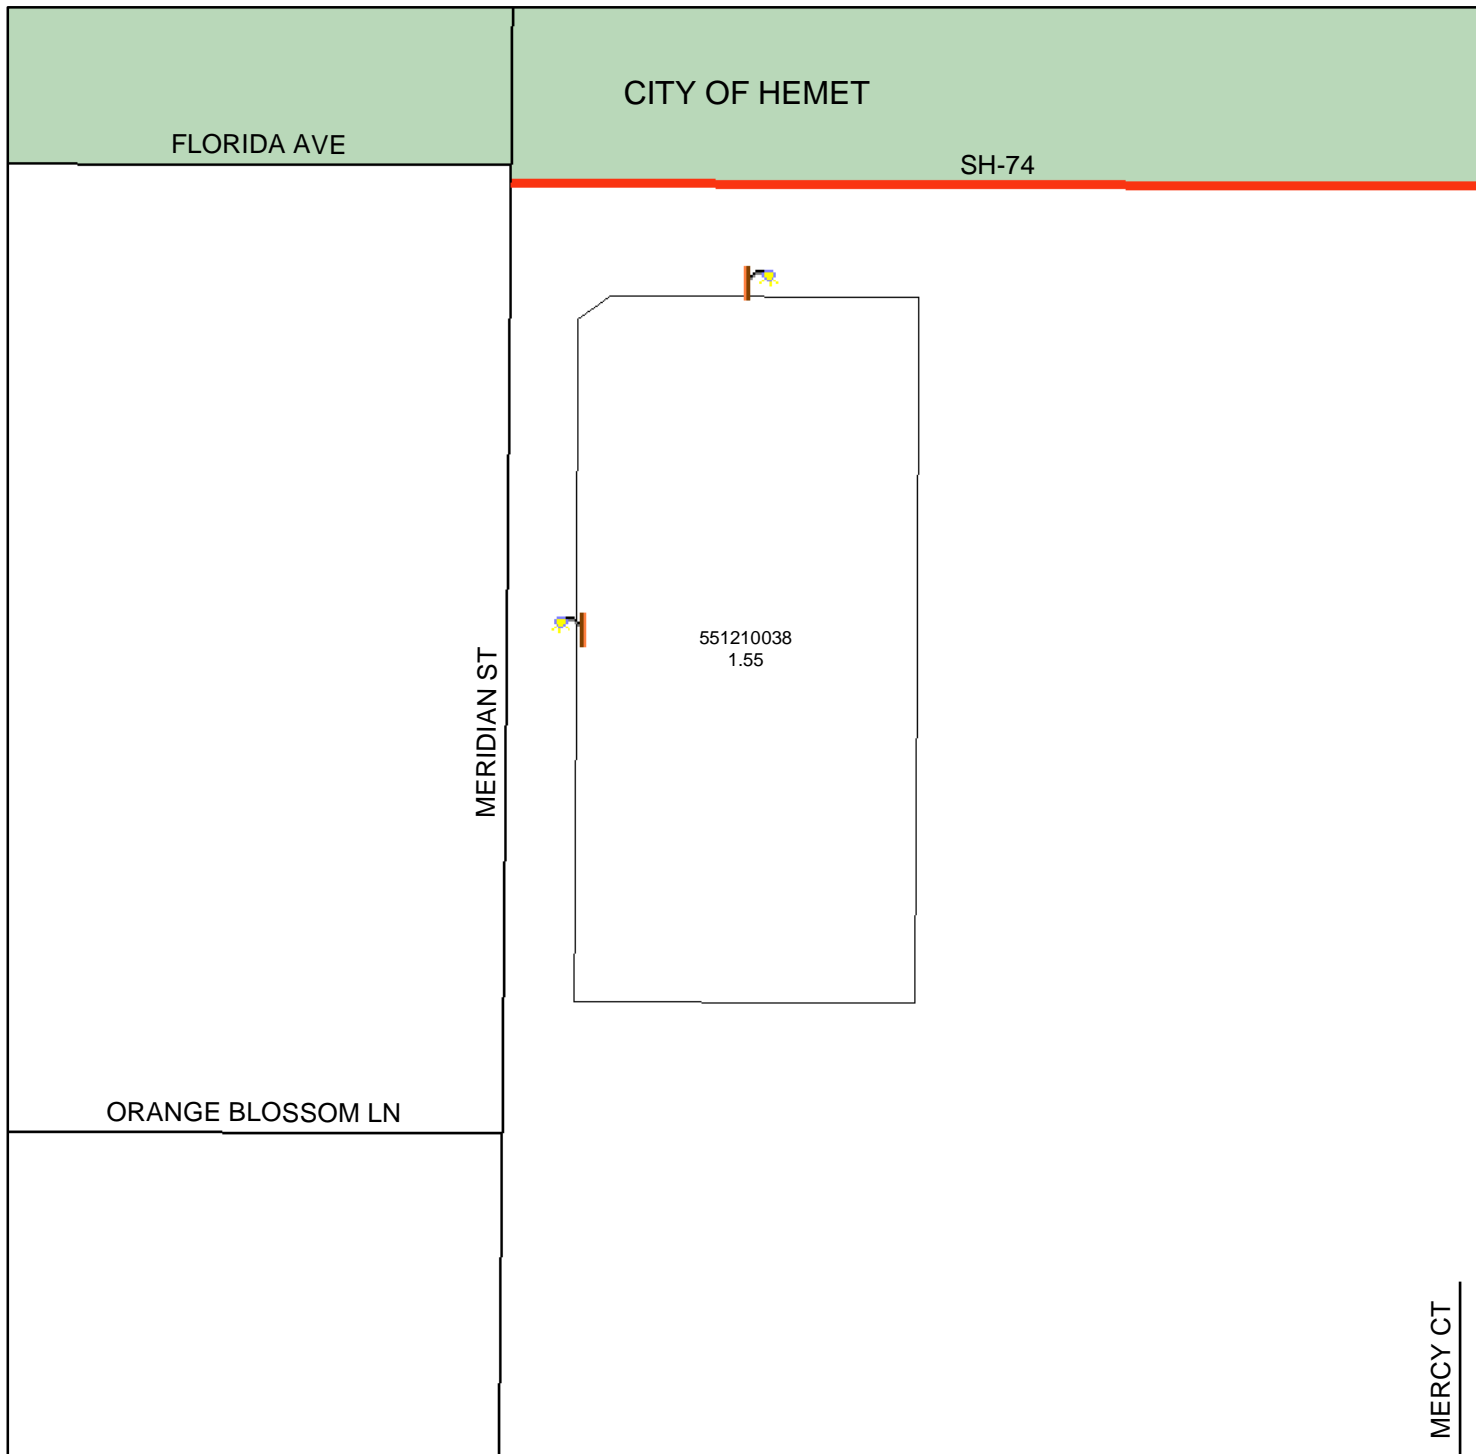 CITY OF HEMET
FLORIDA AVE
SH-74
551210038
1.55
MERIDIAN ST
ORANGE BLOSSOM LN
MERCY CT